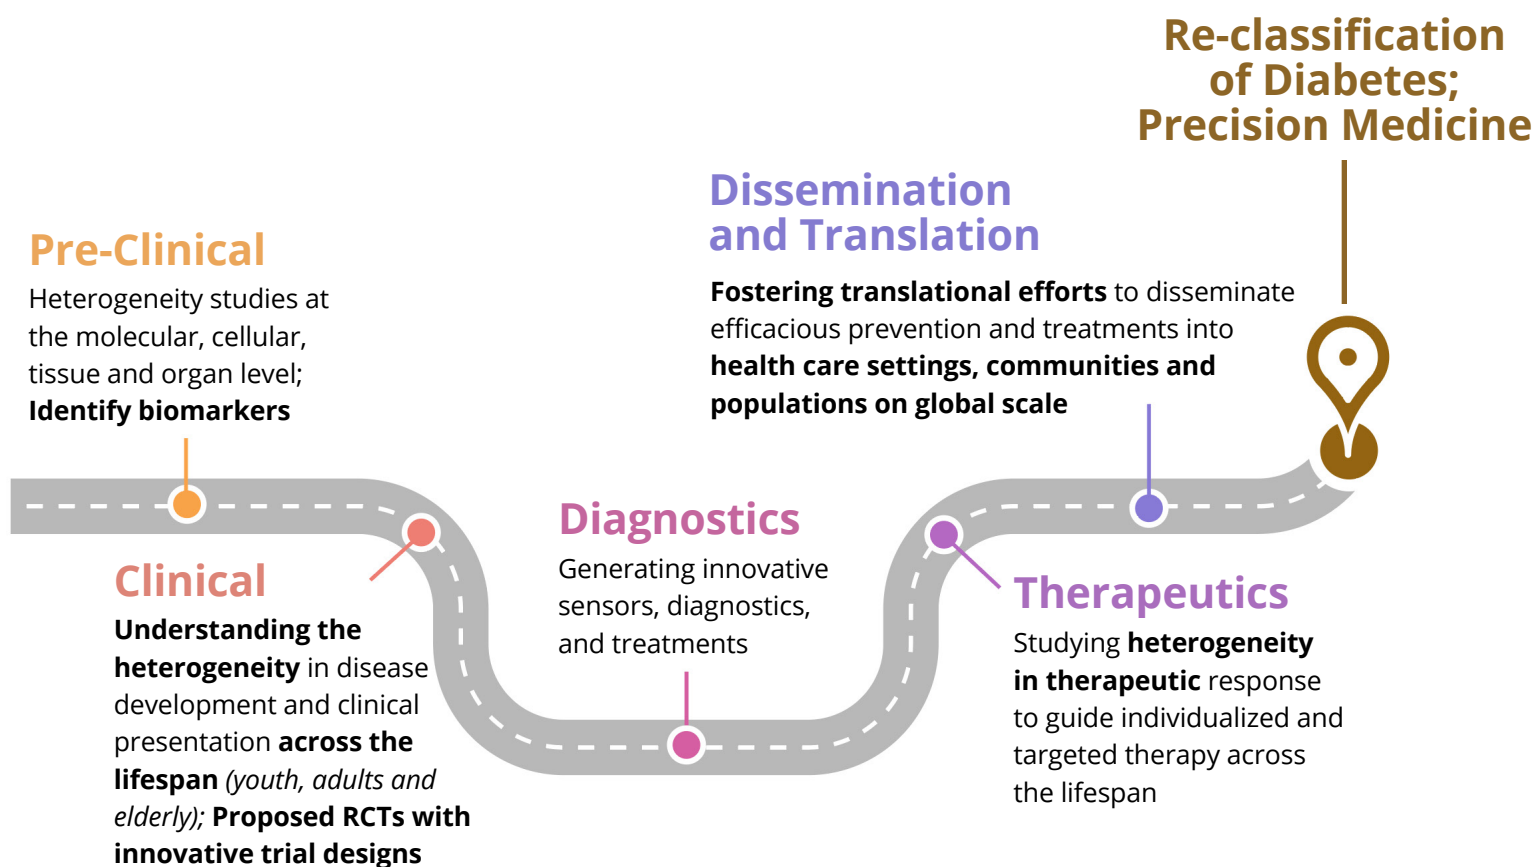 Re-classification
of Diabetes;
Precision Medicine
Dissemination
and Translation
Fostering translational efforts to disseminate
efficacious prevention and treatments into
health care settings, communities and
populations on global scale
Pre-Clinical
Heterogeneity studies at
the molecular, cellular,
tissue and organ level;
Identify biomarkers
Clinical
Understanding the
heterogeneity in disease
development and clinical
presentation across the
lifespan (youth, adults and
elderly); Proposed RCTs with
innovative trial designs
Diagnostics
Generating innovative
sensors, diagnostics,
and treatments
Therapeutics
Studying heterogeneity
in therapeutic response
to guide individualized and
targeted therapy across
the lifespan